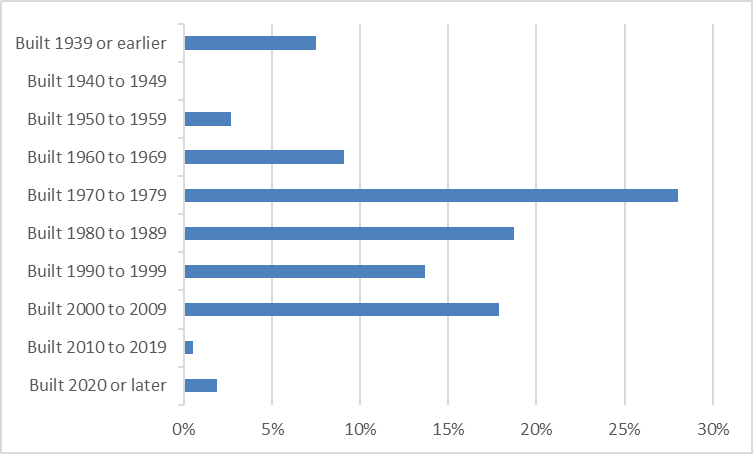 Built 1939 or earlier
Built 1940 to 1949
Built 1950 to 1959
Built 1960 to 1969
Built 1970 to 1979
Built 1980 to 1989
Built 1990 to 1999
Built 2000 to 2009
Built 2010 to 2019
Built 2020 or later
0% 5% 10% 15% 20% 25% 30%